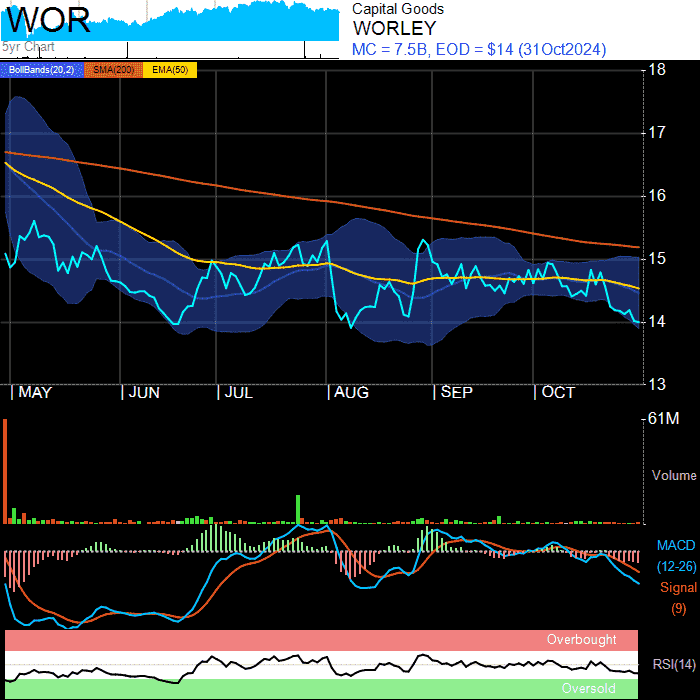 WOR
5yr Chart
Capital Goods
WORLEY
MC = 7.5B, EOD = $14 (31Oct2024)
BollBands(20,2) SMA(200) EMA(50)
18
17
16
15
14
13
MAY JUN JUL AUG SEP OCT
61M
Volume
MACD
(12-26)
Signal
(9)
Overbought
RSI(14)
Oversold